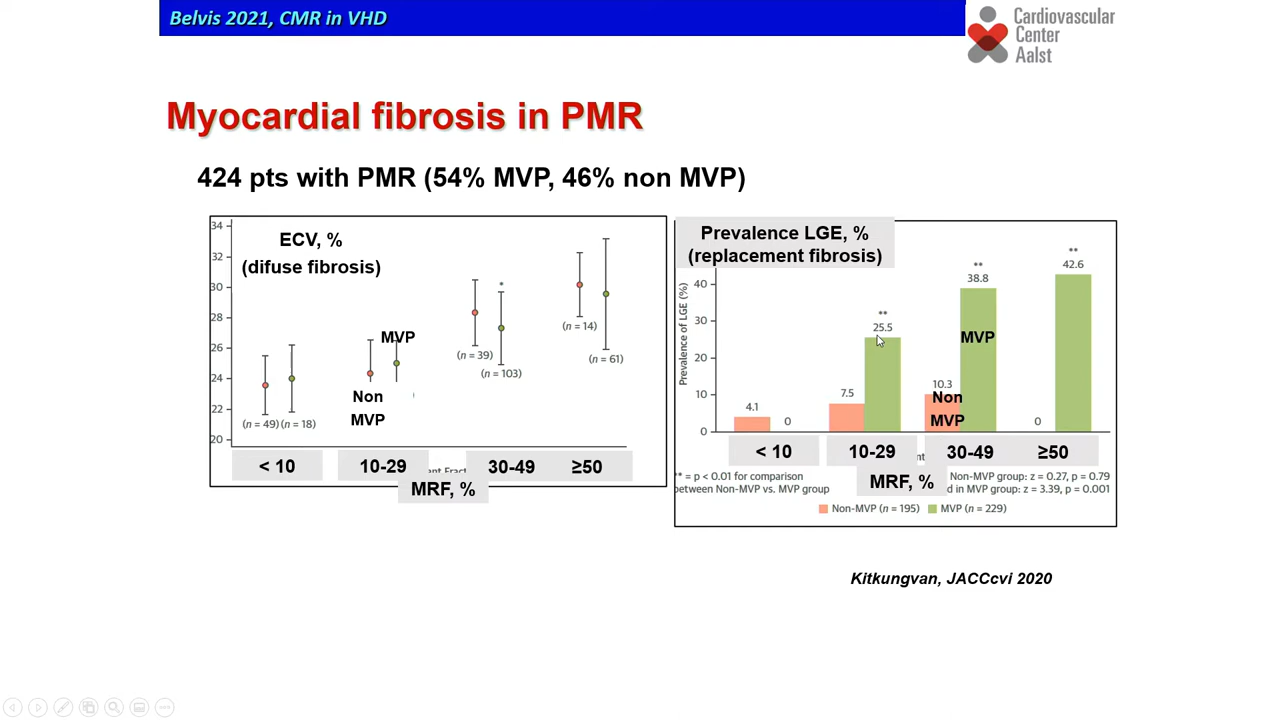 Belvis 2021, CMR in VHD
Cardiovascular
Center
Aalst
Myocardial fibrosis in PMR
424 pts with PMR (54% MVP, 46% non MVP)
ECV, %
(difuse fibrosis)
34
32
30
28
26
24
22
20
(n = 49)
(n = 18)
MVP
Non
MVP
*
(n = 39)
(n = 103)
(n = 14)
(n = 61)
< 10
10-29
30-49
≥50
MRF, %
Prevalence LGE, %
(replacement fibrosis)
Prevalence of LGE (%)
40
30
20
10
0
4.1
0
7.5
**
25.5
10.3
**
38.8
0
**
42.6
MVP
Non
MVP
< 10
10-29
30-49
≥50
MRF, %
** = p < 0.01 for comparison
between Non-MVP vs. MVP group
Non-MVP group: z = 0.27, p = 0.79
d in MVP group: z = 3.39, p = 0.001
Non-MVP (n = 195)
MVP (n = 229)
Kitkungvan, JACCcvi 2020